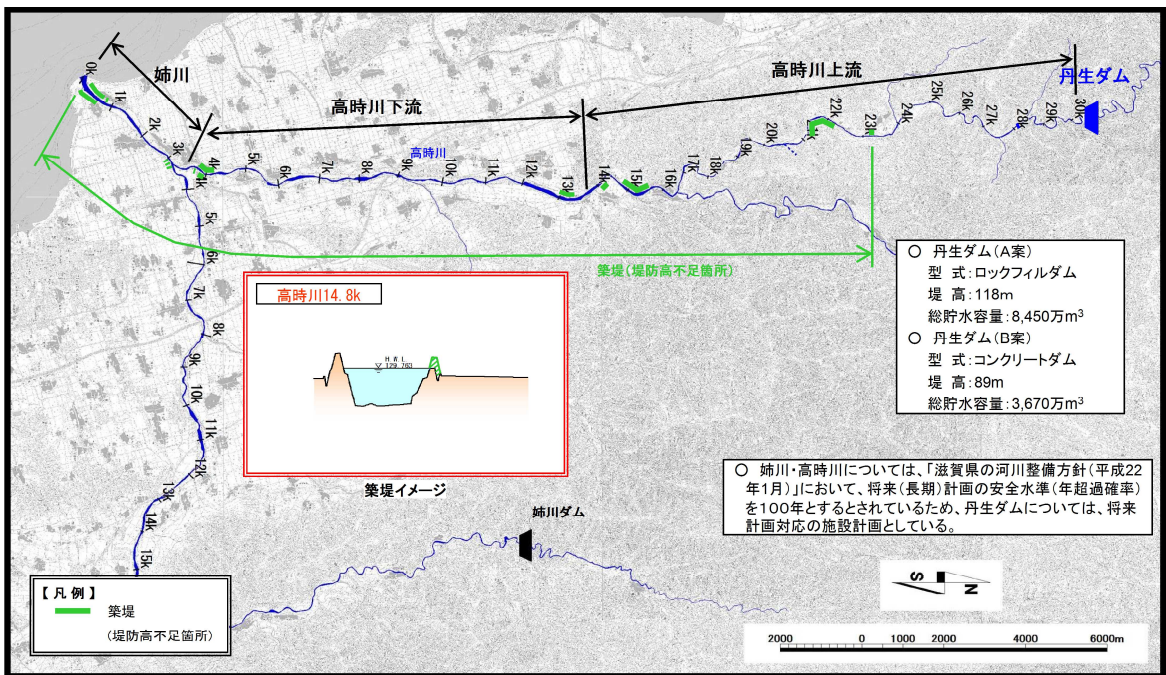 姉川
高時川下流
高時川上流
丹生ダム
0k
1k
2k
3k
4k
4k
5k
6k
7k
8k
9k
10k
11k
12k
13k
14k
15k
16k
17k
18k
19k
20k
22k
23k
24k
25k
26k
27k
28k
29k
30k
高時川
5k
6k
7k
8k
9k
10k
11k
12k
13k
14k
15k
築堤(堤防高不足箇所)
高時川14.8k
H.W.L
129.763
築堤イメージ
○ 丹生ダム(A案)
型 式:ロックフィルダム
堤 高:118m
総貯水容量:8,450万m³
○ 丹生ダム(B案)
型 式:コンクリートダム
堤 高:89m
総貯水容量:3,670万m³
○ 姉川・高時川については、「滋賀県の河川整備方針(平成22
年1月)」において、将来(長期)計画の安全水準(年超過確率)
を100年とするとされているため、丹生ダムについては、将来
計画対応の施設計画としている。
姉川ダム
【凡例】
築堤
(堤防高不足箇所)
S
N
2000 0 1000 2000 4000 6000m